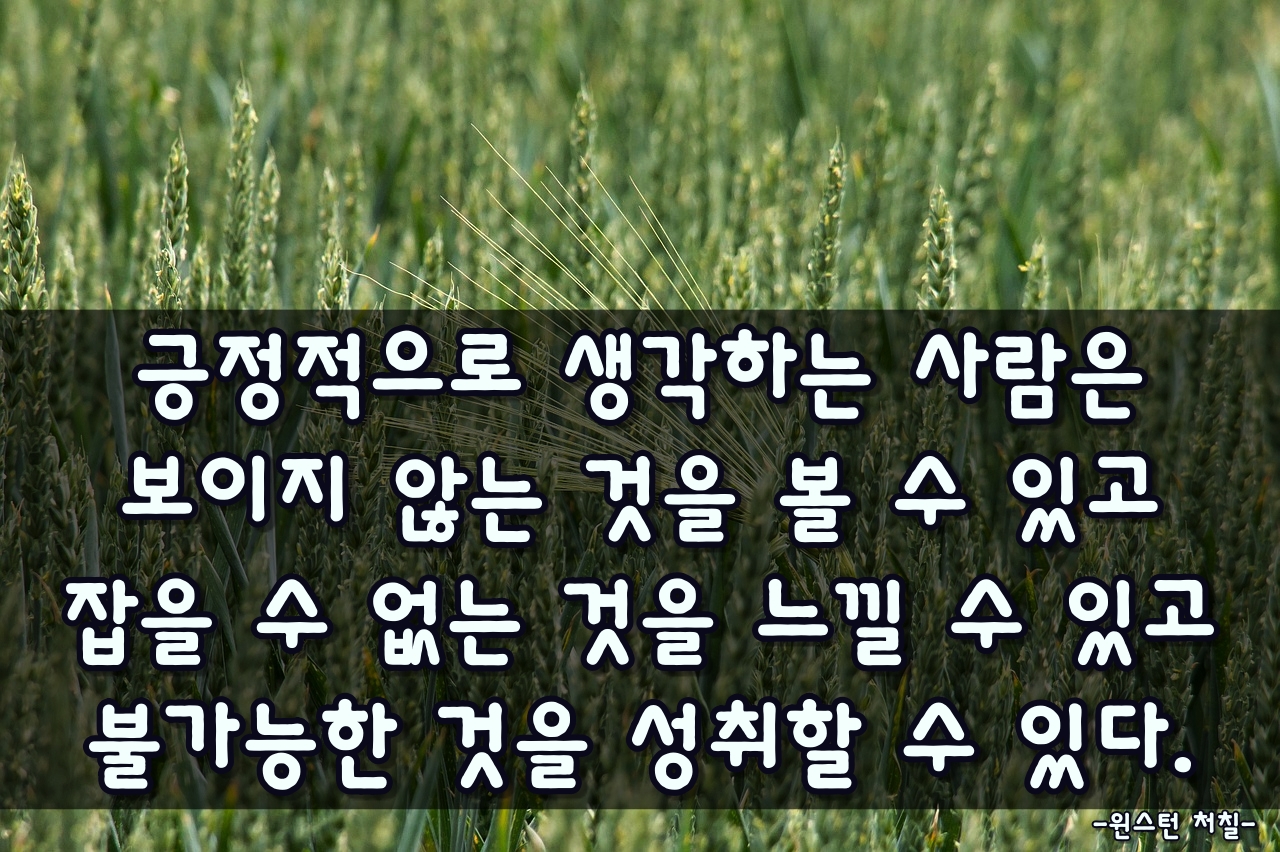 긍정적으로 생각하는 사람은
보이지 않는 것을 볼 수 있고
잡을 수 없는 것을 느낄 수 있고
불가능한 것을 성취할 수 있다.
-윈스턴 처칠-